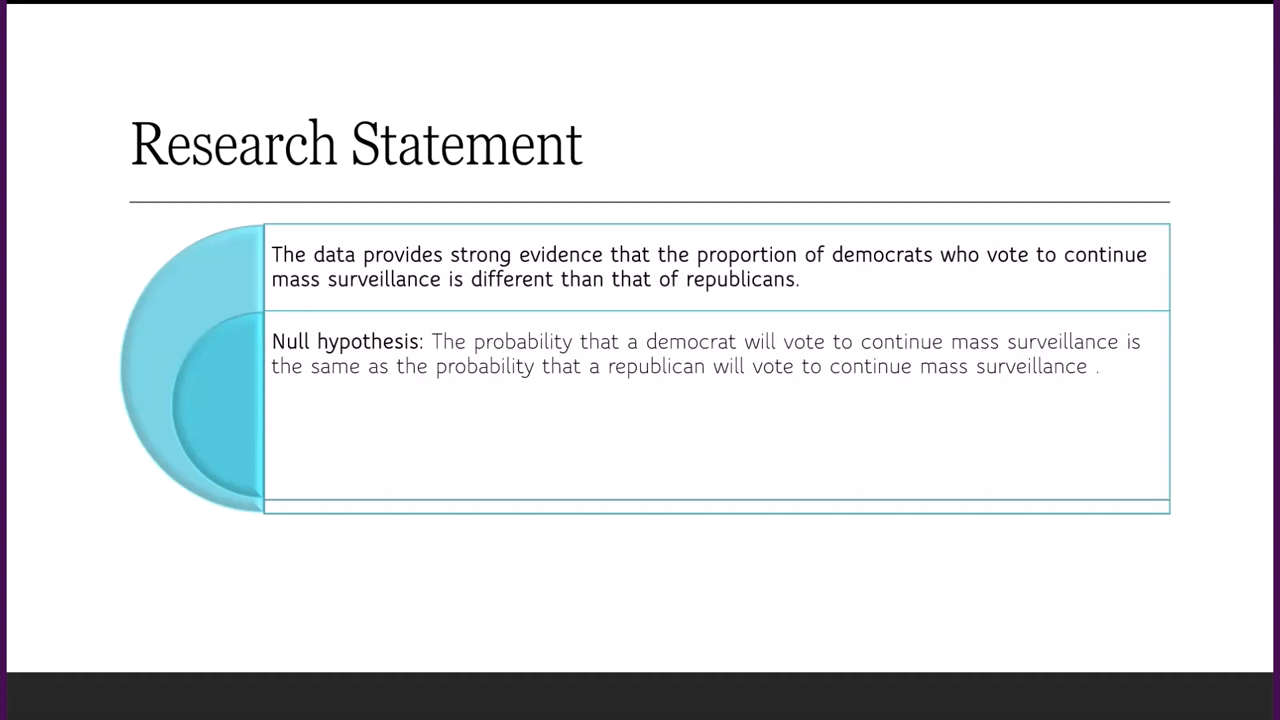 Research Statement
The data provides strong evidence that the proportion of democrats who vote to continue
mass surveillance is different than that of republicans.
Null hypothesis: The probability that a democrat will vote to continue mass surveillance is
the same as the probability that a republican will vote to continue mass surveillance .